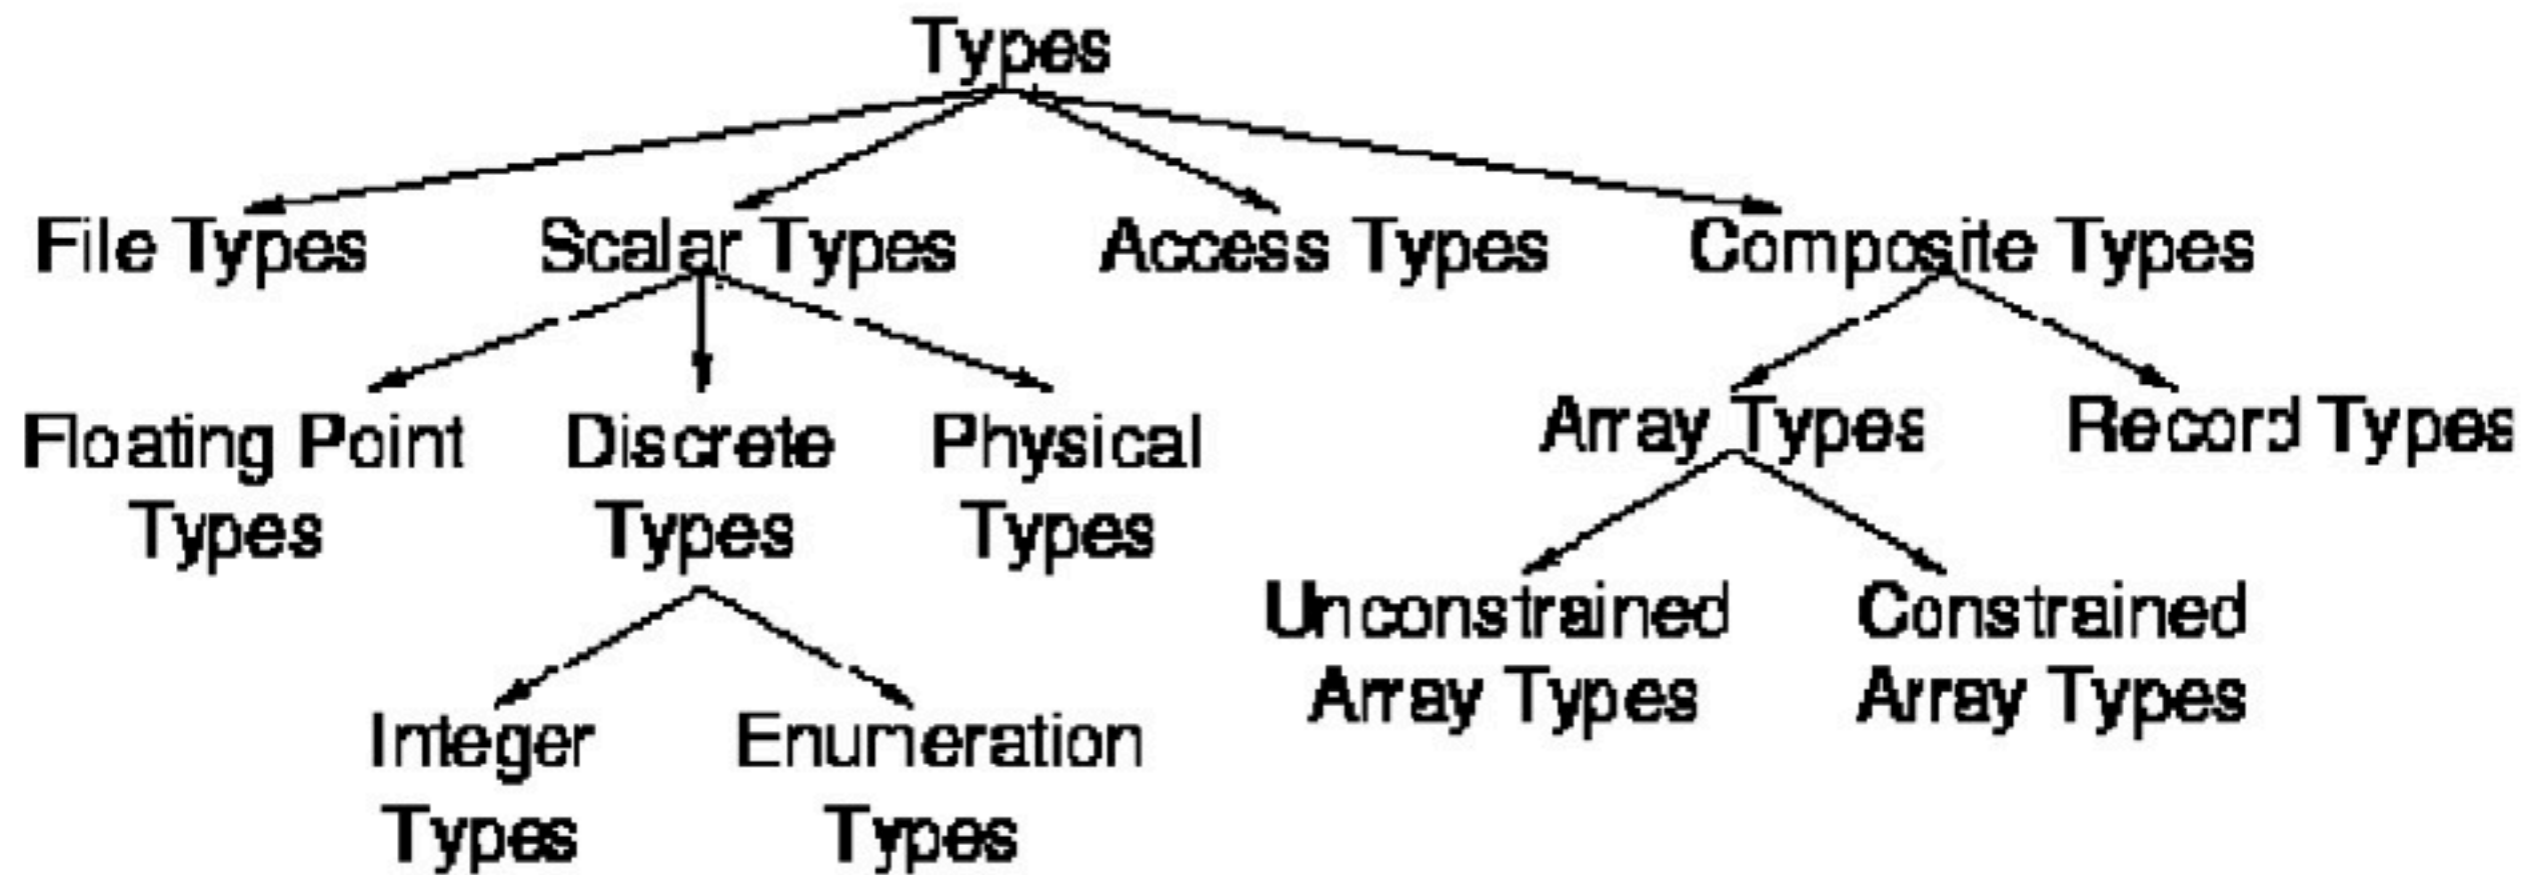 Types
File Types Scalar Types Access Types Composite Types
Floating Point Types Discrete Types Physical Types Array Types Record Types
Unconstrained Array Types Constrained Array Types
Integer Types Enumeration Types